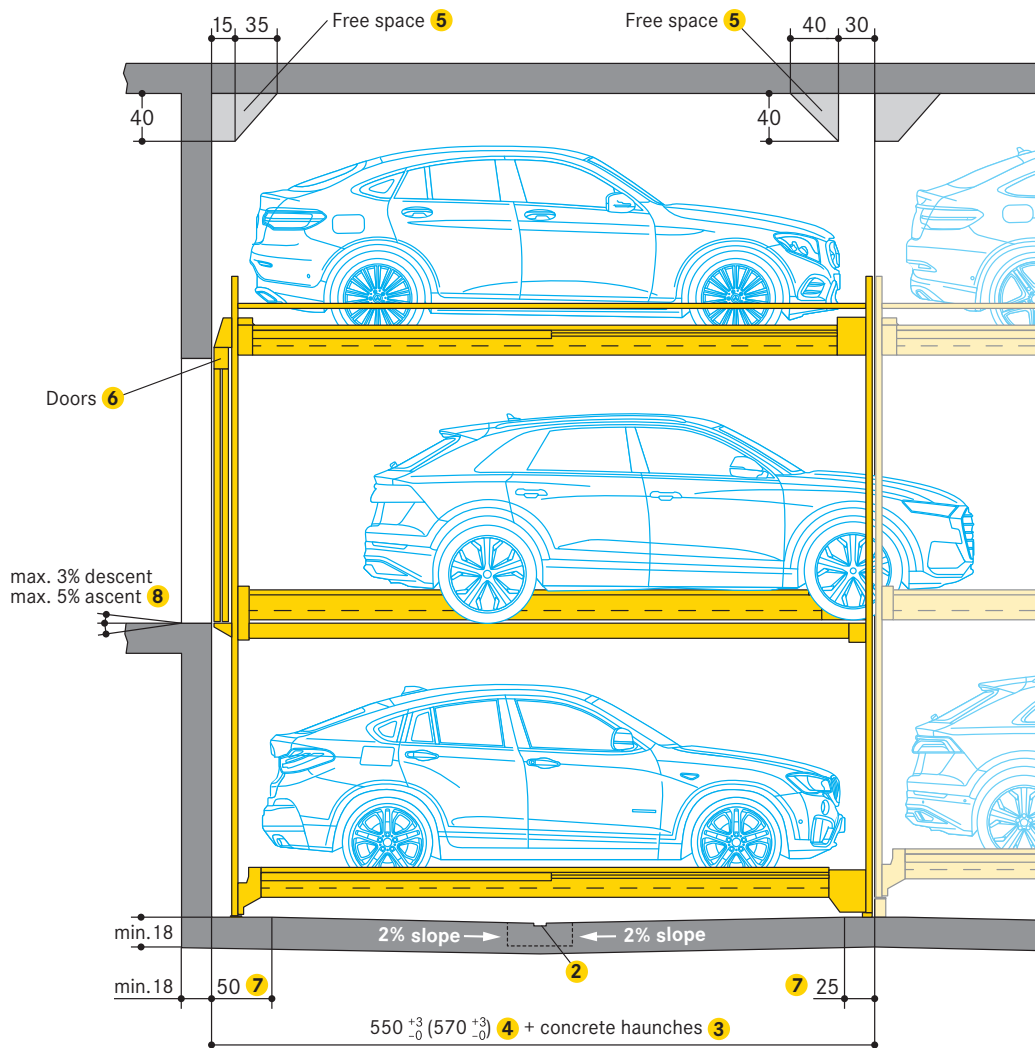 15 35 Free space 5 Free space 5 40 30
40 40
Doors 6
max. 3% descent
max. 5% ascent 8
min.18 2% slope 2% slope
2
min.18 50 7 7 25
550 +3 -0 (570 +3 -0) 4 + concrete haunches 3